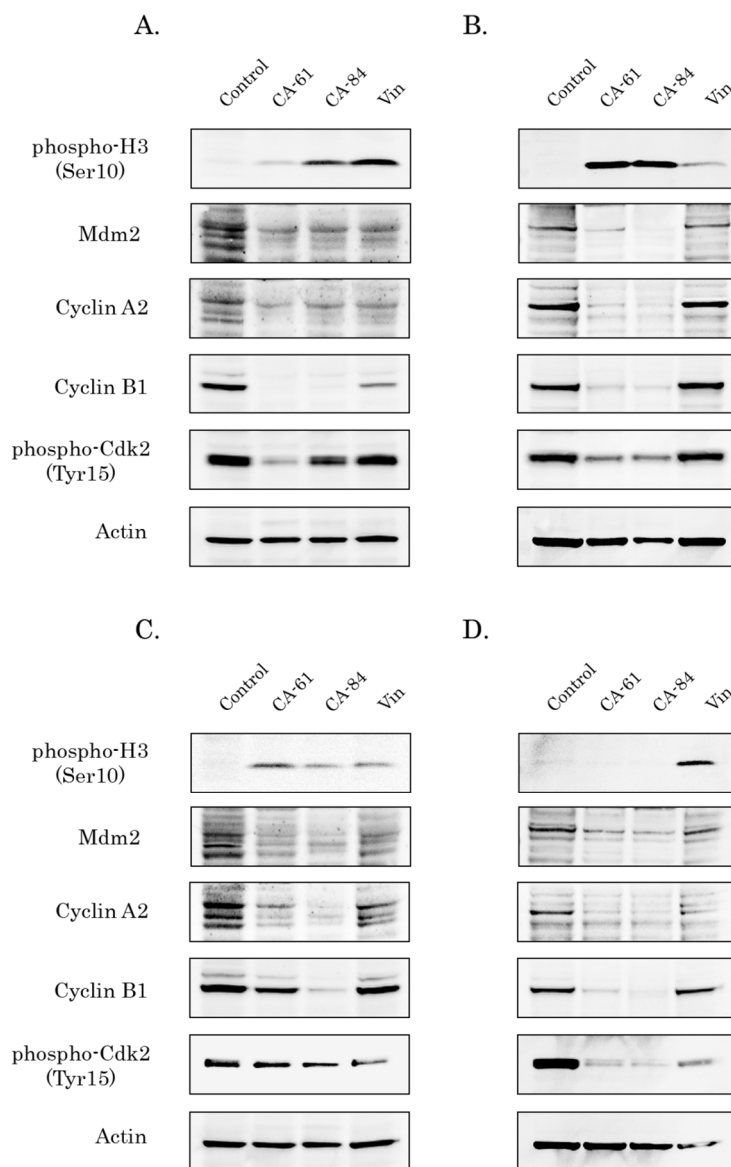 A.
B.
Control CA-61 CA-84 Vin
Control CA-61 CA-84 Vin
phospho-H3
(Ser10)
Mdm2
Cyclin A2
Cyclin B1
phospho-Cdk2
(Tyr15)
Actin
C.
D.
Control CA-61 CA-84 Vin
Control CA-61 CA-84 Vin
phospho-H3
(Ser10)
Mdm2
Cyclin A2
Cyclin B1
phospho-Cdk2
(Tyr15)
Actin